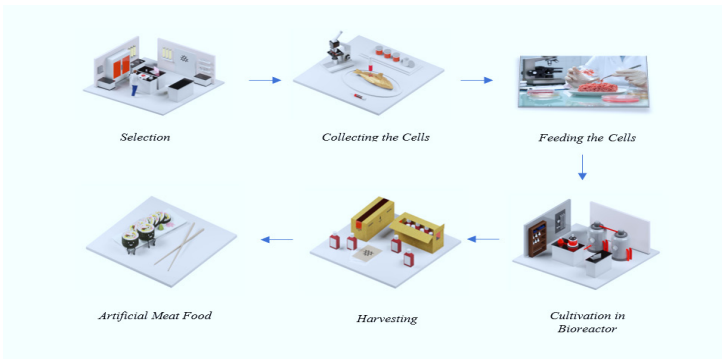 Selection
Collecting the Cells
Feeding the Cells
Artificial Meat Food
Harvesting
Cultivation in
Bioreactor